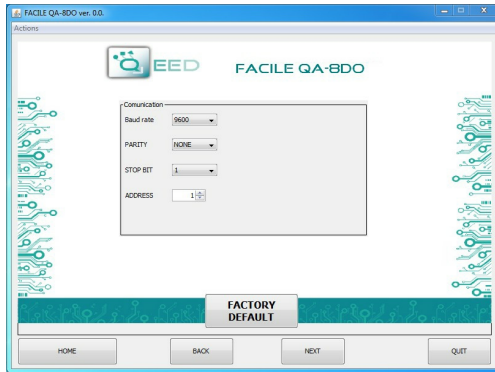 FACILE QA-8DO ver. 0.0.
Actions
QEED
FACILE QA-8DO
Comunication
Baud rate 9600
PARITY NONE
STOP BIT 1
ADDRESS 1
FACTORY
DEFAULT
HOME BACK NEXT QUIT